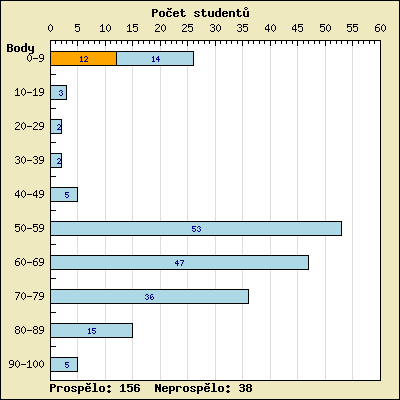 Počet studentů
0 5 10 15 20 25 30 35 40 45 50 55 60
Body
0-9 12 14
10-19 3
20-29 2
30-39 2
40-49 5
50-59 53
60-69 47
70-79 36
80-89 15
90-100 5
Prospělo: 156 Neprospělo: 38